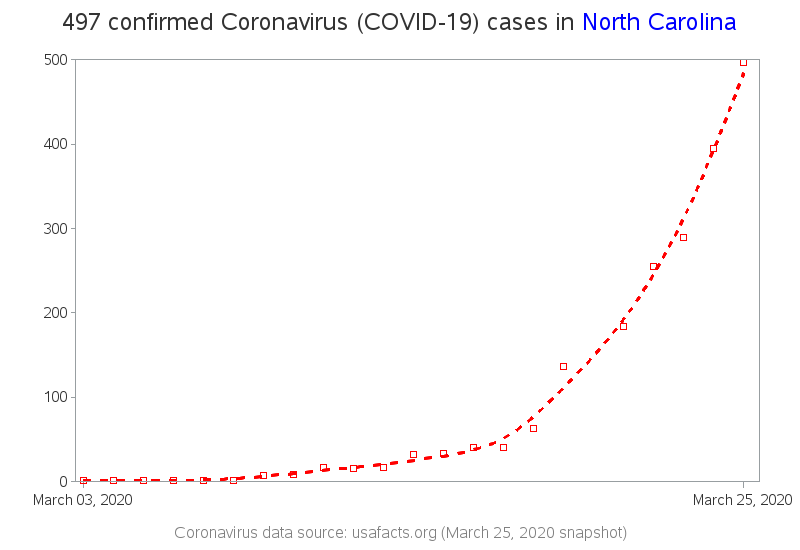 497 confirmed Coronavirus (COVID-19) cases in North Carolina
500
400
300
200
100
0
March 03, 2020 March 25, 2020
Coronavirus data source: usafacts.org (March 25, 2020 snapshot)